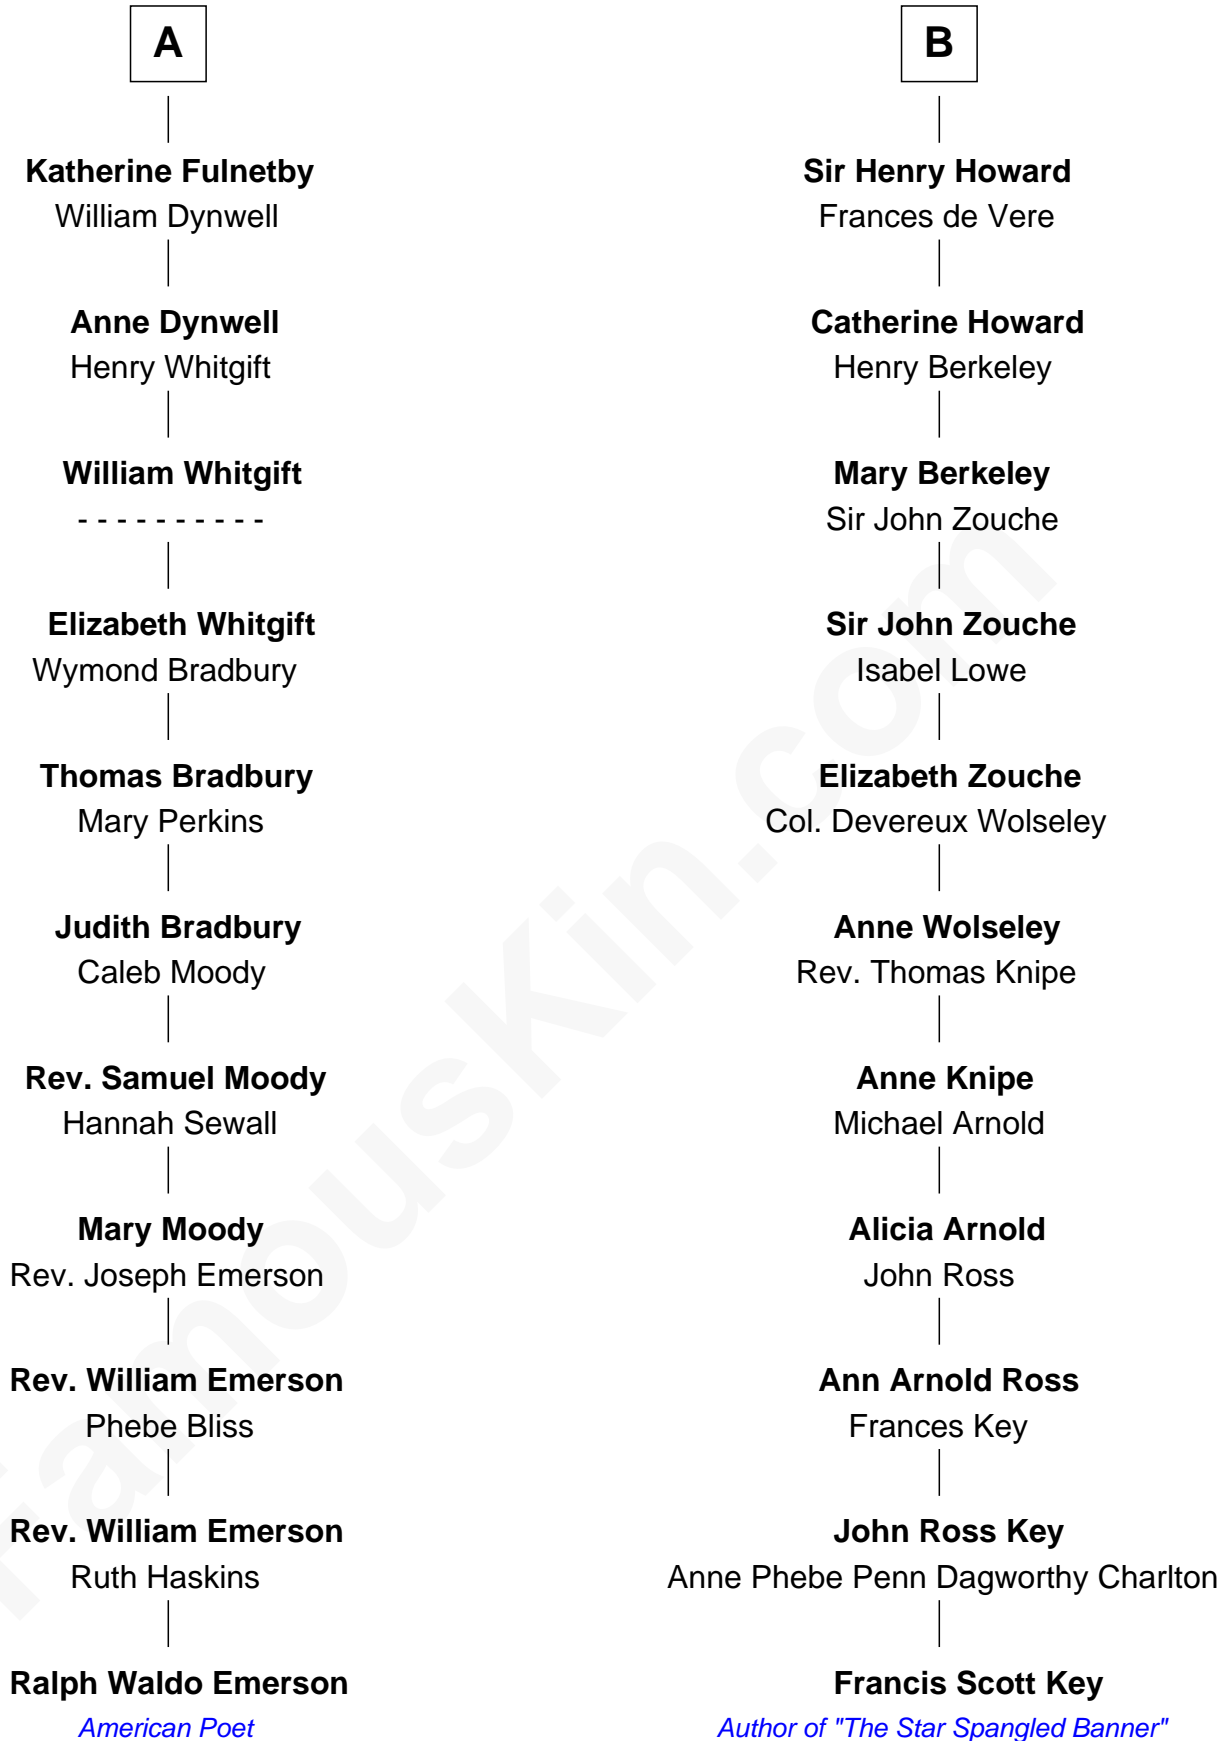 A
Katherine Fulnetby
William Dynwell
Anne Dynwell
Henry Whitgift
William Whitgift
- - - - - - - - - -
Elizabeth Whitgift
Wymond Bradbury
Thomas Bradbury
Mary Perkins
Judith Bradbury
Caleb Moody
Rev. Samuel Moody
Hannah Sewall
Mary Moody
Rev. Joseph Emerson
Rev. William Emerson
Phebe Bliss
Rev. William Emerson
Ruth Haskins
Ralph Waldo Emerson
American Poet
B
Sir Henry Howard
Frances de Vere
Catherine Howard
Henry Berkeley
Mary Berkeley
Sir John Zouche
Sir John Zouche
Isabel Lowe
Elizabeth Zouche
Col. Devereux Wolseley
Anne Wolseley
Rev. Thomas Knipe
Anne Knipe
Michael Arnold
Alicia Arnold
John Ross
Ann Arnold Ross
Frances Key
John Ross Key
Anne Phebe Penn Dagworthy Charlton
Francis Scott Key
Author of "The Star Spangled Banner"
FamousKin.com